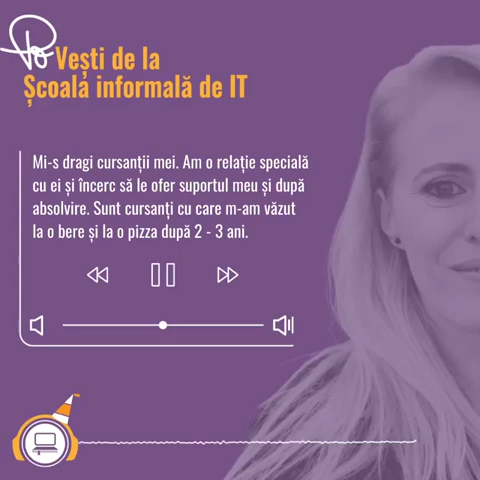 Po Vești de la
Școala informală de IT
Mi-s dragi cursanții mei. Am o relație specială
cu ei și încerc să le ofer suportul meu și după
absolvire. Sunt cursanți cu care m-am văzut
la o bere și la o pizza după 2 - 3 ani.